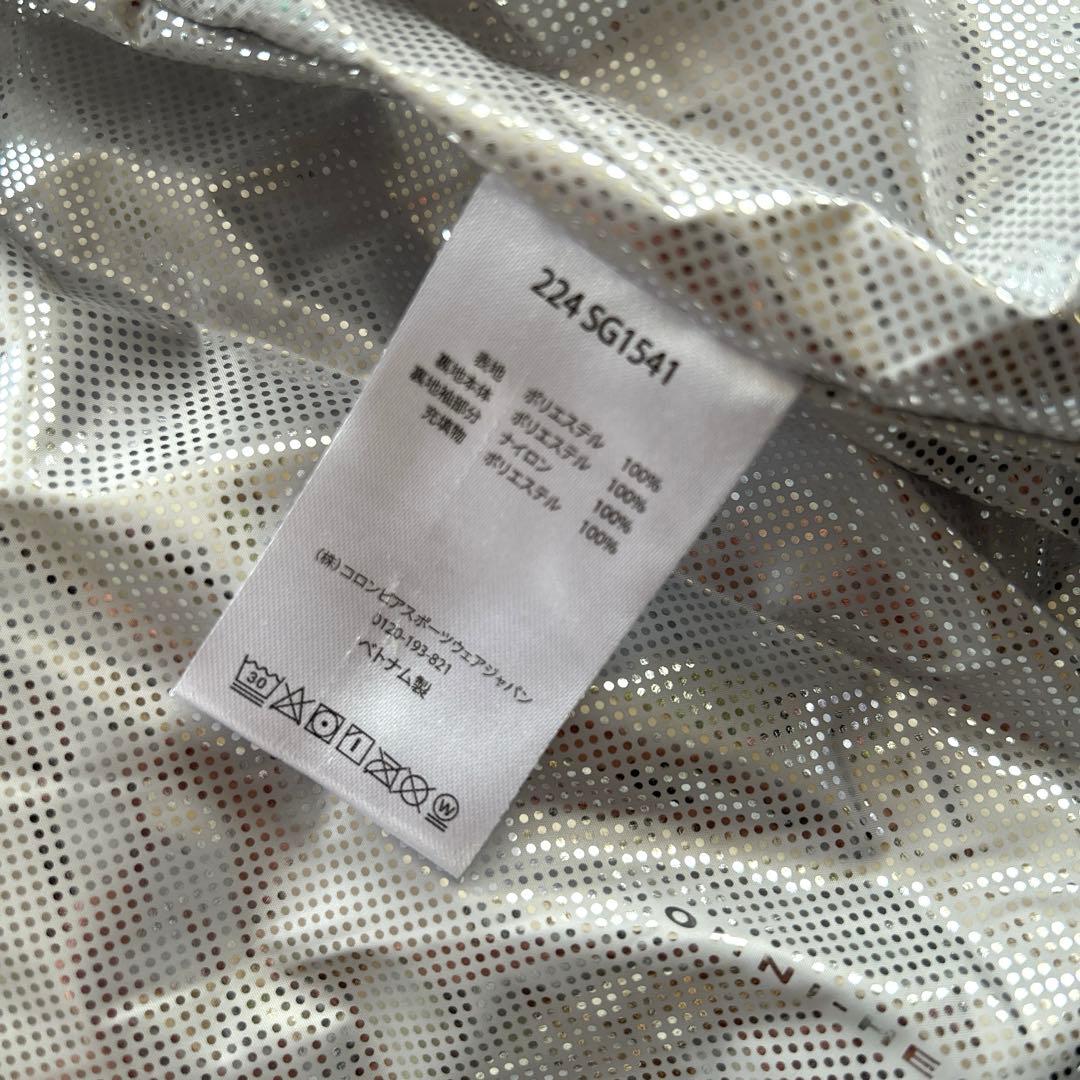 224 SG1541
表地 ポリエステル 100%
裏地本体 ポリエステル 100%
裏地袖部分 ナイロン 100%
充填物 ポリエステル 100%
(株)コロンビアスポーツウェアジャパン
0120-193-821
ベトナム製
30
W